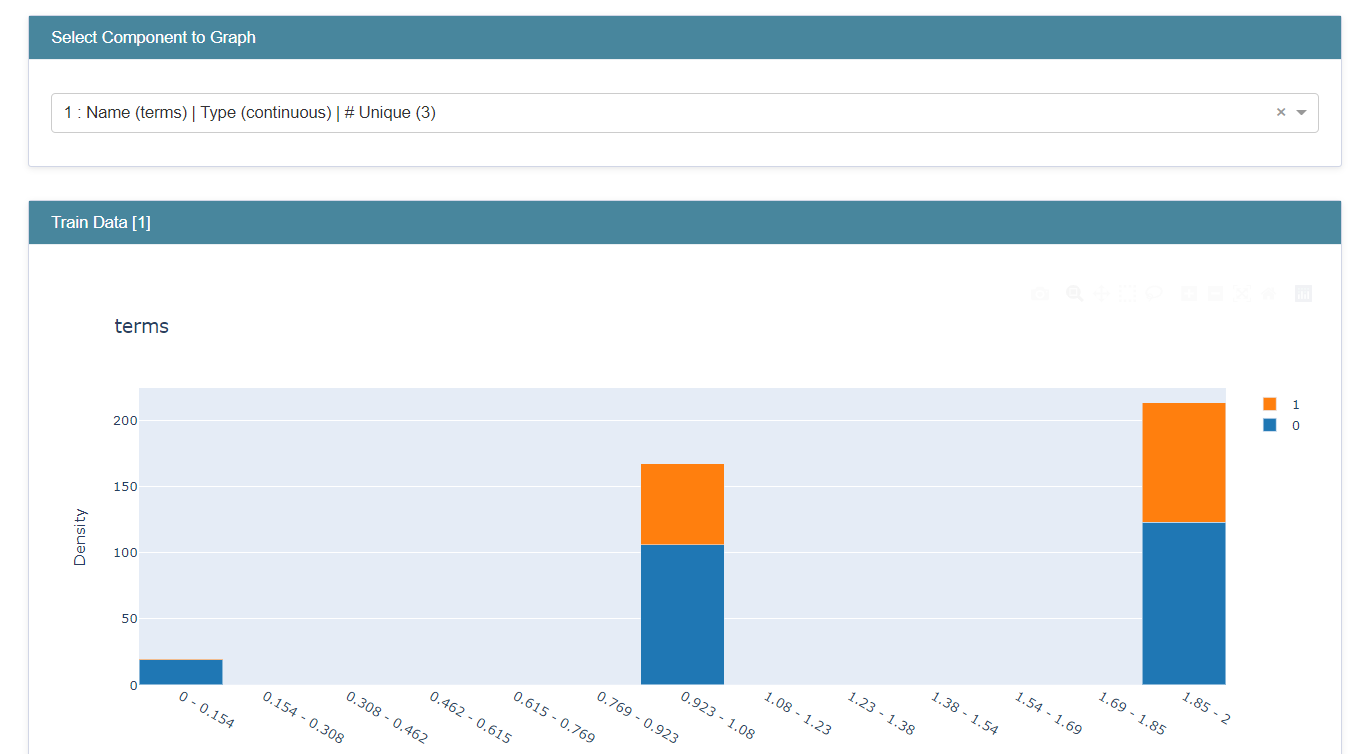 Select Component to Graph
1 : Name (terms) | Type (continuous) | # Unique (3)
Train Data [1]
terms
1
0
200
150
100
50
0
Density
0 - 0.154
0.154 - 0.308
0.308 - 0.462
0.462 - 0.615
0.615 - 0.769
0.769 - 0.923
0.923 - 1.08
1.08 - 1.23
1.23 - 1.38
1.38 - 1.54
1.54 - 1.69
1.69 - 1.85
1.85 - 2